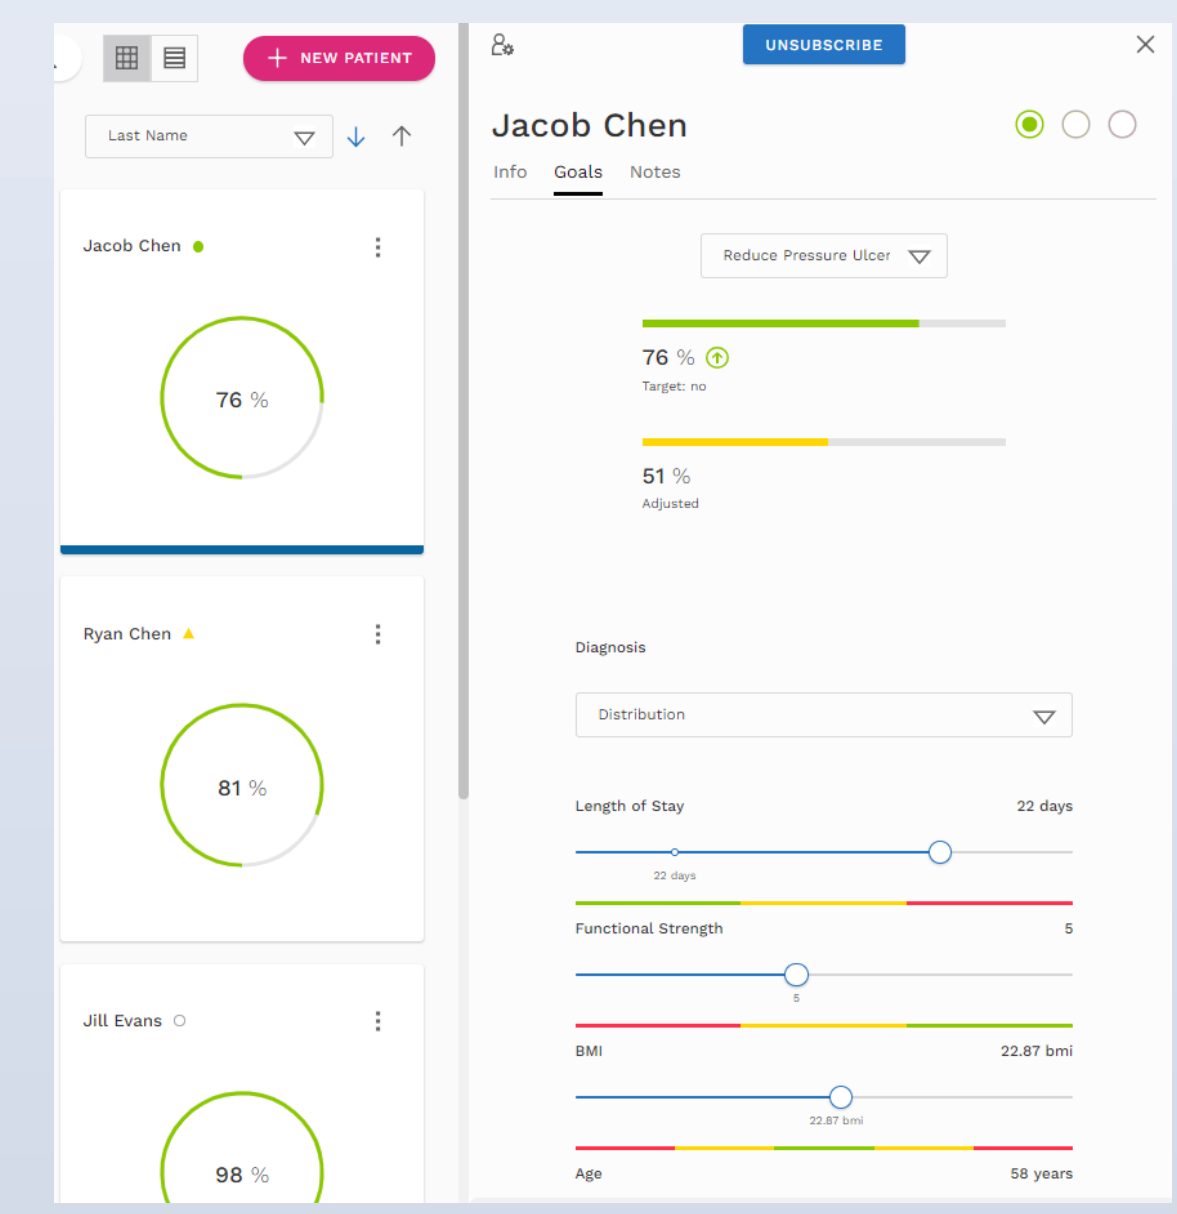 NEW PATIENT
Last Name
Jacob Chen
76 %
Ryan Chen
81 %
Jill Evans
98 %
UNSUBSCRIBE
Jacob Chen
Info Goals Notes
Reduce Pressure Ulcer
76 %
Target: no
51 %
Adjusted
Diagnosis
Distribution
Length of Stay 22 days
22 days
Functional Strength 5
5
BMI 22.87 bmi
22.87 bmi
Age 58 years